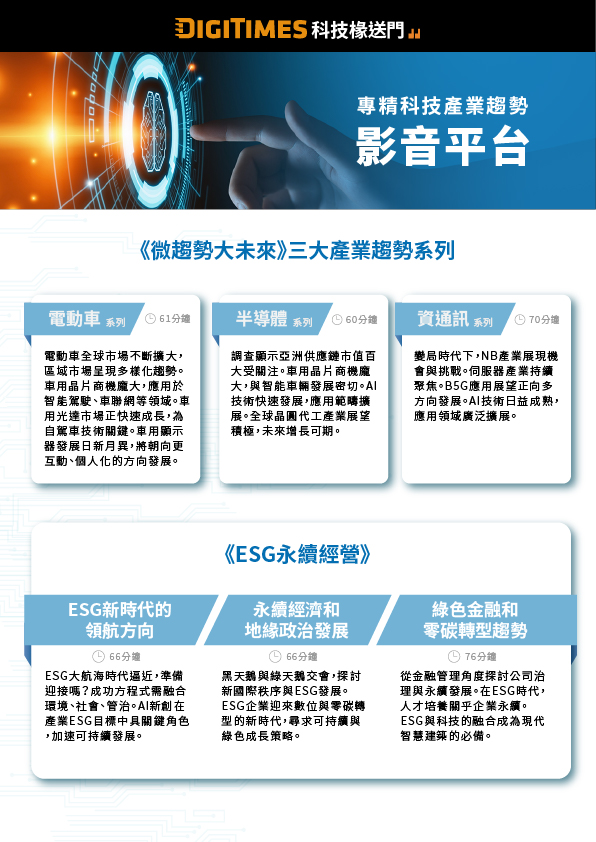 DIGITIMES 科技椽送門
專精科技產業趨勢
影音平台
《微趨勢大未來》三大產業趨勢系列
電動車 系列 61分鐘
電動車全球市場不斷擴大，
區域市場呈現多樣化趨勢。
車用晶片商機龐大，應用於
智能駕駛、車聯網等領域。車
用光達市場正快速成長，為
自駕車技術關鍵。車用顯示
器發展日新月異，將朝向更
互動、個人化的方向發展。
半導體 系列 60分鐘
調查顯示亞洲供應鏈市值百
大受關注。車用晶片商機龐
大，與智能車輛發展密切。AI
技術快速發展，應用範疇擴
展。全球晶圓代工產業展望
積極，未來增長可期。
資通訊 系列 70分鐘
變局時代下，NB產業展現機
會與挑戰。伺服器產業持續
聚焦。B5G應用展望正向多
方向發展。AI技術日益成熟，
應用領域廣泛擴展。
《ESG永續經營》
ESG新時代的
領航方向
66分鐘
ESG大航海時代逼近，準備
迎接嗎？成功方程式需融合
環境、社會、管治。AI新創在
產業ESG目標中具關鍵角色
，加速可持續發展。
永續經濟和
地緣政治發展
66分鐘
黑天鵝與綠天鵝交會，探討
新國際秩序與ESG發展。
ESG企業迎來數位與零碳轉
型的新時代，尋求可持續與
綠色成長策略。
綠色金融和
零碳轉型趨勢
76分鐘
從金融管理角度探討公司治
理與永續發展。在ESG時代，
人才培養關乎企業永續。
ESG與科技的融合成為現代
智慧建築的必備。